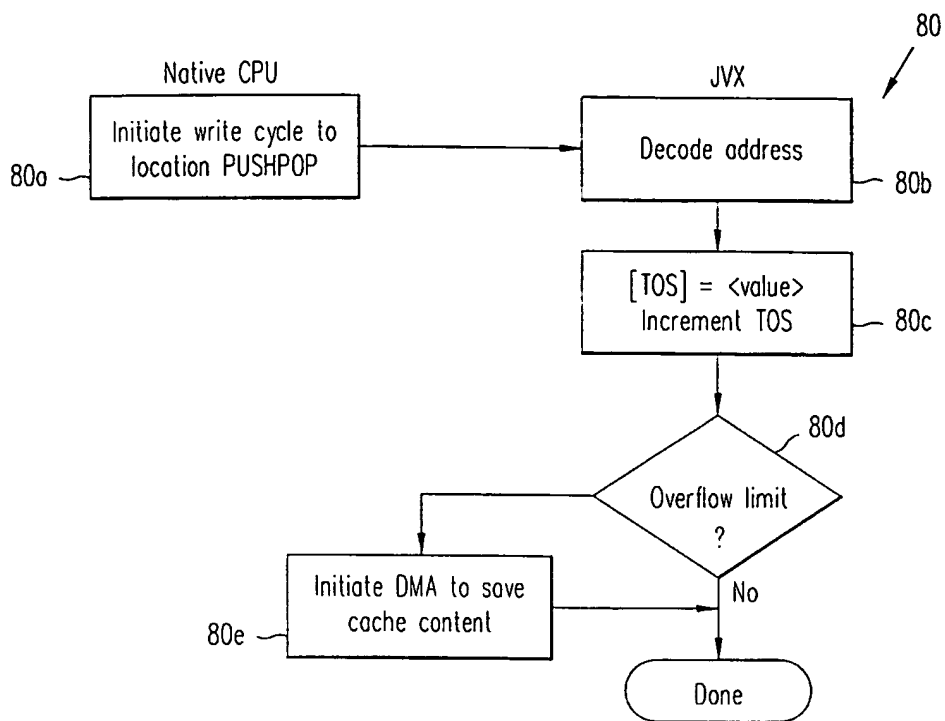 80
Native CPU
JVX
Initiate write cycle to
location PUSHPOP
80a
Decode address
80b
[TOS] = <value>
Increment TOS
80c
80d
Overflow limit
?
No
Initiate DMA to save
cache content
80e
Done